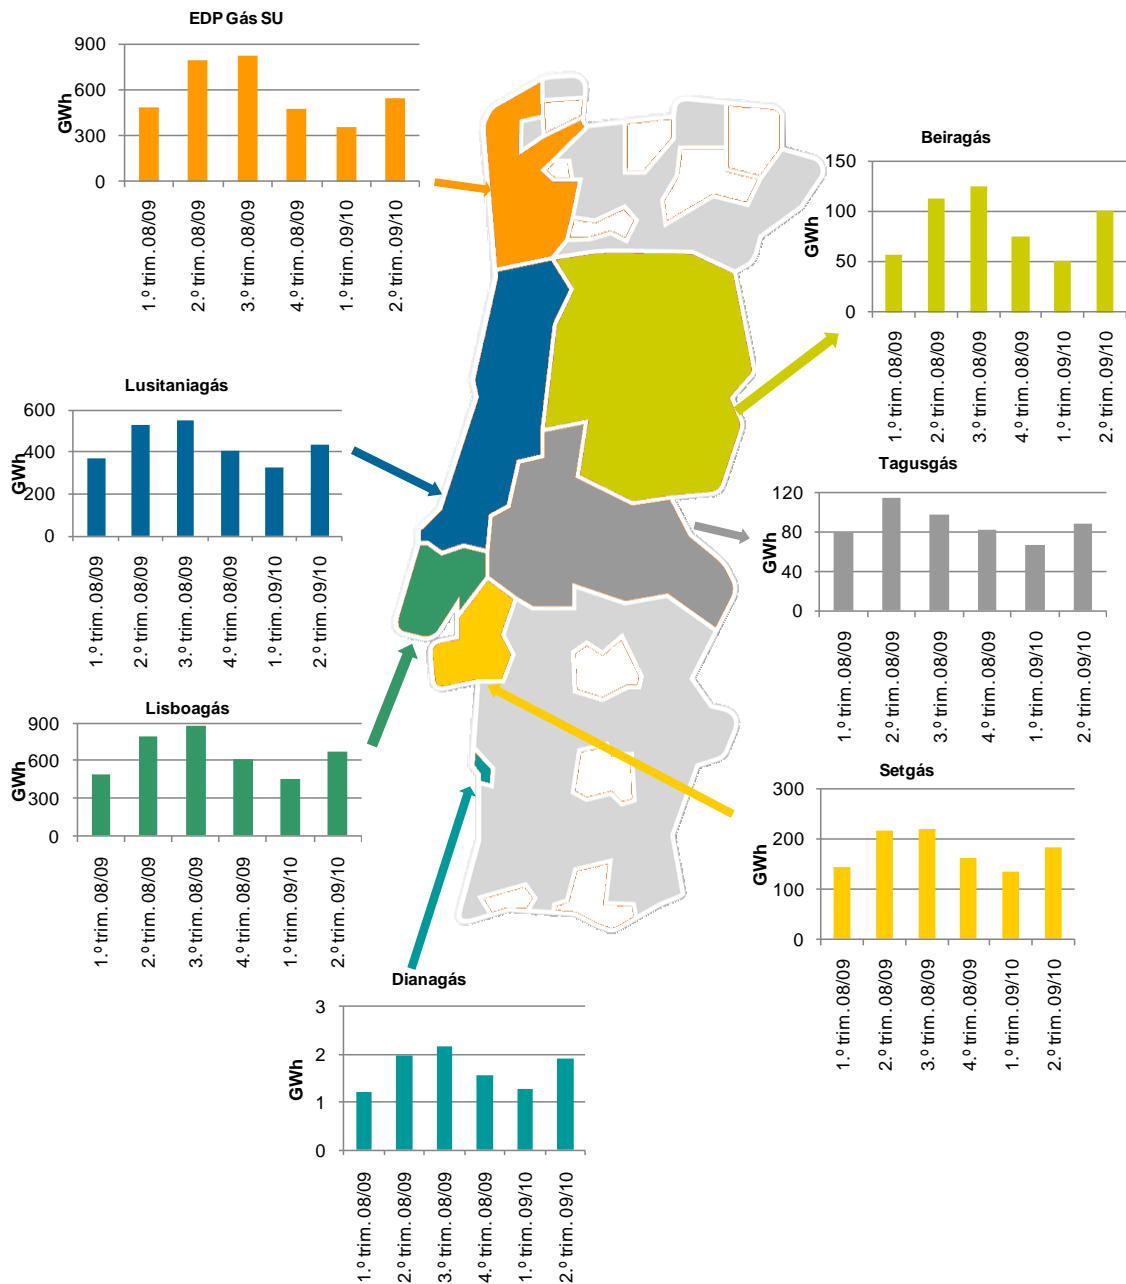 EDP Gás SU
900
600
300
0
GWh
1.º trim. 08/09
2.º trim. 08/09
3.º trim. 08/09
4.º trim. 08/09
1.º trim. 09/10
2.º trim. 09/10
Beiragás
150
100
50
0
GWh
1.º trim. 08/09
2.º trim. 08/09
3.º trim. 08/09
4.º trim. 08/09
1.º trim. 09/10
2.º trim. 09/10
Lusitaniagás
600
400
200
0
GWh
1.º trim. 08/09
2.º trim. 08/09
3.º trim. 08/09
4.º trim. 08/09
1.º trim. 09/10
2.º trim. 09/10
Tagusgás
120
80
40
0
GWh
1.º trim. 08/09
2.º trim. 08/09
3.º trim. 08/09
4.º trim. 08/09
1.º trim. 09/10
2.º trim. 09/10
Lisboagás
900
600
300
0
GWh
1.º trim. 08/09
2.º trim. 08/09
3.º trim. 08/09
4.º trim. 08/09
1.º trim. 09/10
2.º trim. 09/10
Setgás
300
200
100
0
GWh
1.º trim. 08/09
2.º trim. 08/09
3.º trim. 08/09
4.º trim. 08/09
1.º trim. 09/10
2.º trim. 09/10
Dianagás
3
2
1
0
GWh
1.º trim. 08/09
2.º trim. 08/09
3.º trim. 08/09
4.º trim. 08/09
1.º trim. 09/10
2.º trim. 09/10